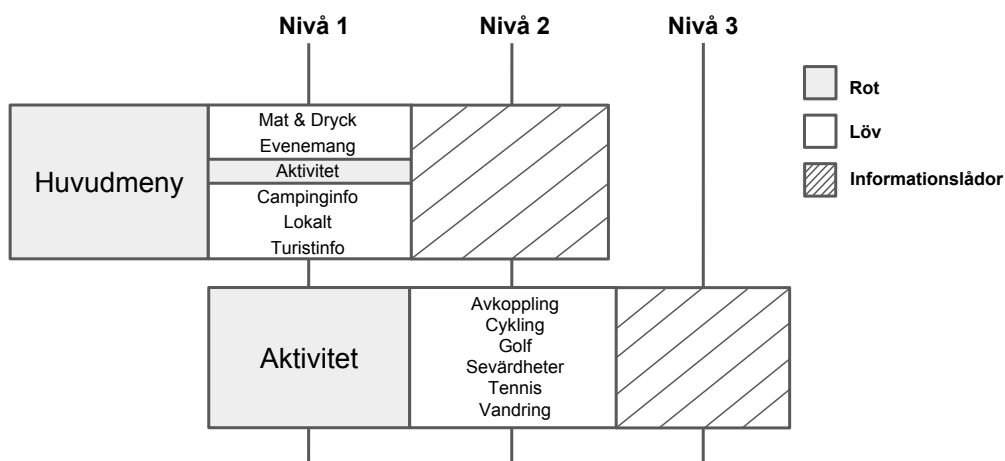 Nivå 1
Nivå 2
Nivå 3
Rot
Löv
Informationslådor
Huvudmeny
Mat & Dryck
Evenemang
Aktivitet
Campinginfo
Lokalt
Turistinfo
Aktivitet
Avkoppling
Cykling
Golf
Sevärdheter
Tennis
Vandring